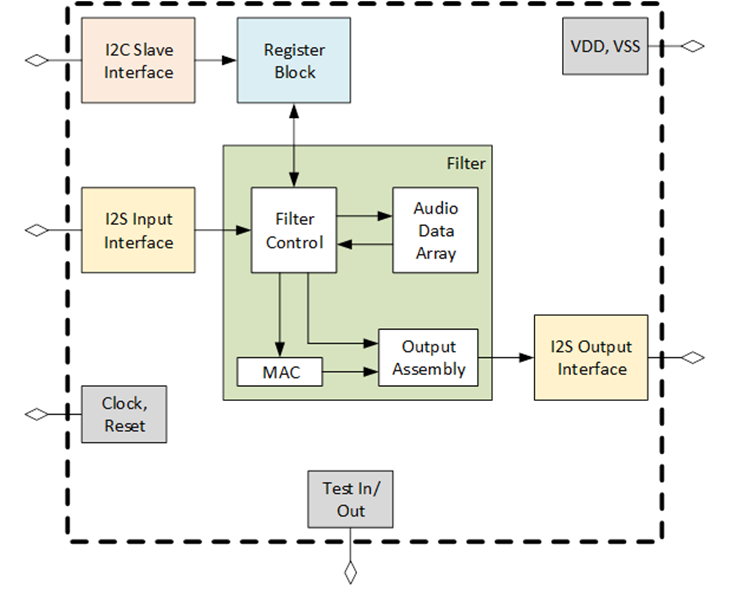 I2C Slave
Interface
Register
Block
VDD, VSS
Filter
I2S Input
Interface
Filter
Control
Audio
Data
Array
Output
Assembly
MAC
I2S Output
Interface
Clock,
Reset
Test In/
Out